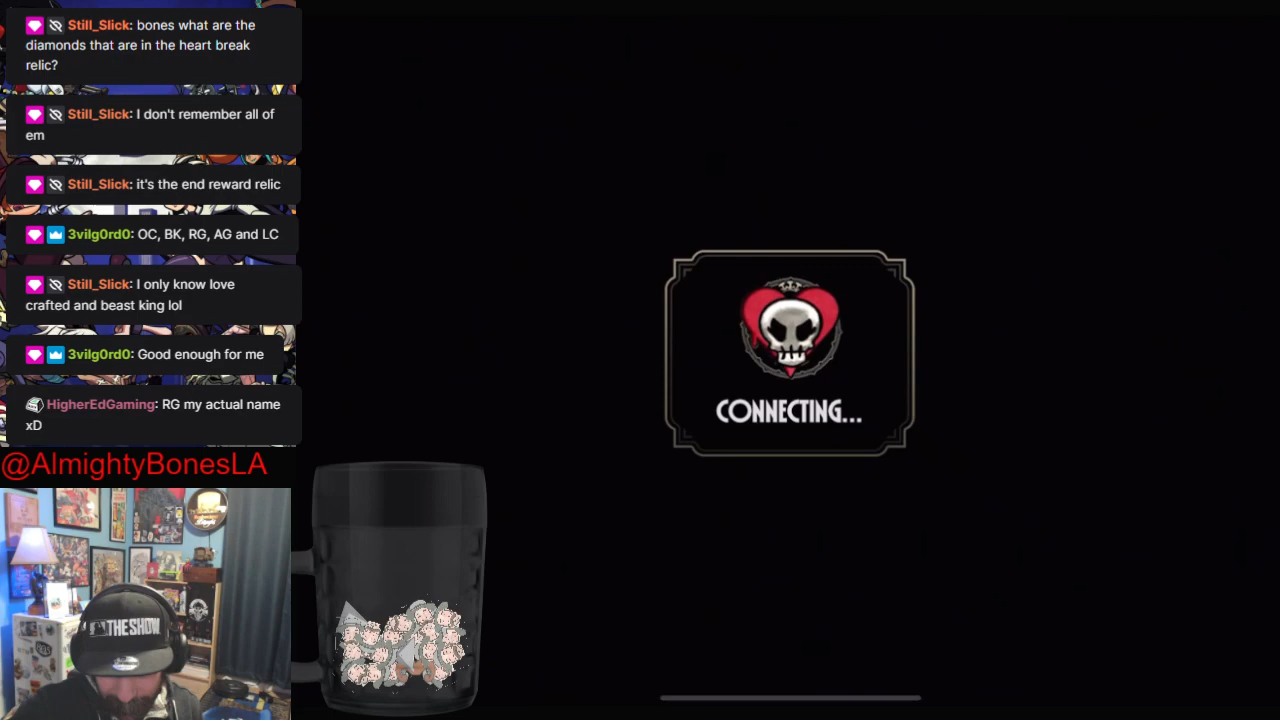 Still_Slick: bones what are the
diamonds that are in the heart break
relic?
Still_Slick: I don't remember all of
em
Still_Slick: it's the end reward relic
3vilg0rd0: OC, BK, RG, AG and LC
Still_Slick: I only know love
crafted and beast king lol
3vilg0rd0: Good enough for me
HigherEdGaming: RG my actual name
xD
@AlmightyBonesLA
CONNECTING...
THE SHOW